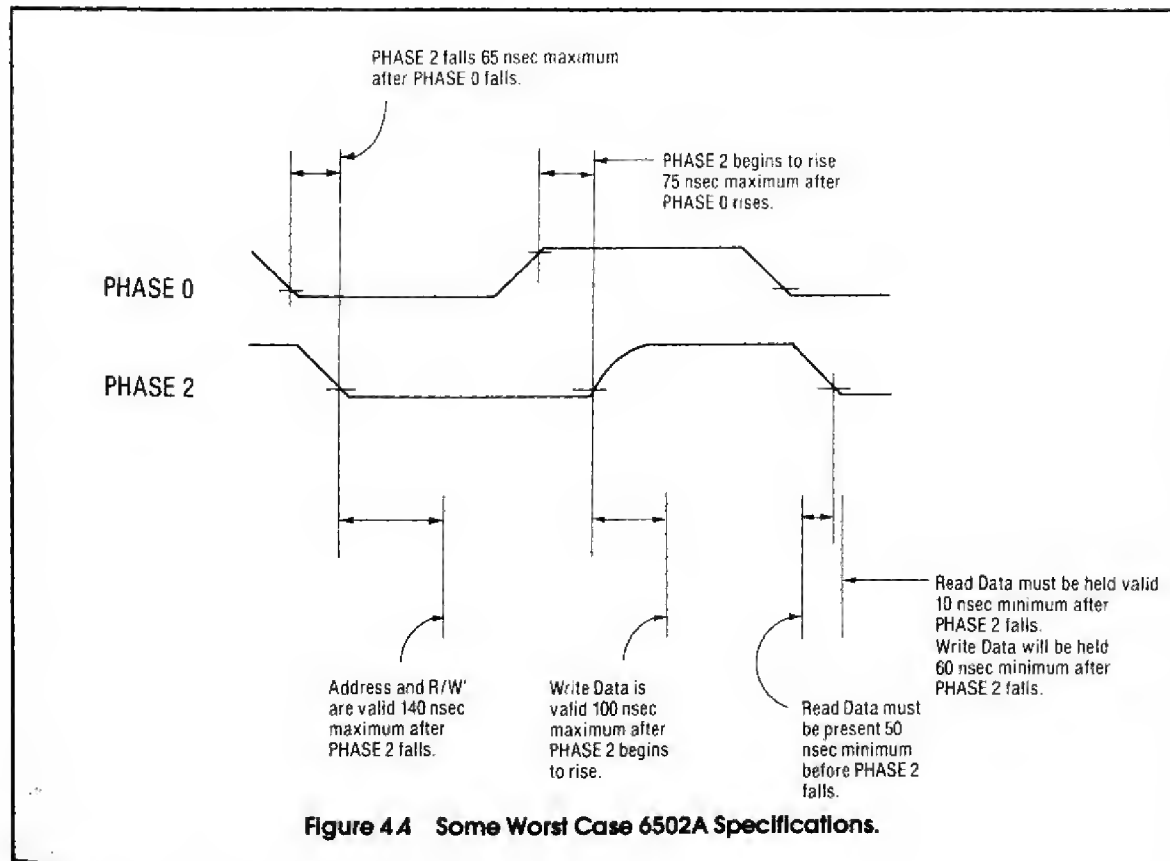 PHASE 2 falls 65 nsec maximum
after PHASE 0 falls.
PHASE 2 begins to rise
75 nsec maximum after
PHASE 0 rises.
PHASE 0
PHASE 2
Address and R/W'
are valid 140 nsec
maximum after
PHASE 2 falls.
Write Data is
valid 100 nsec
maximum after
PHASE 2 begins
to rise.
Read Data must
be present 50
nsec minimum
before PHASE 2
falls.
Read Data must be held valid
10 nsec minimum after
PHASE 2 falls.
Write Data will be held
60 nsec minimum after
PHASE 2 falls.
Figure 4.4 Some Worst Case 6502A Specifications.